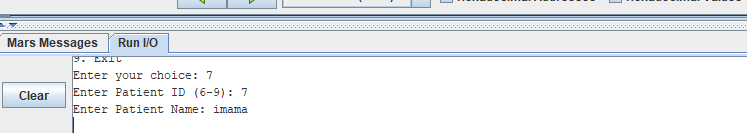 Mars Messages Run I/O
9. Exit
Enter your choice: 7
Enter Patient ID (6-9): 7
Clear
Enter Patient Name: imama